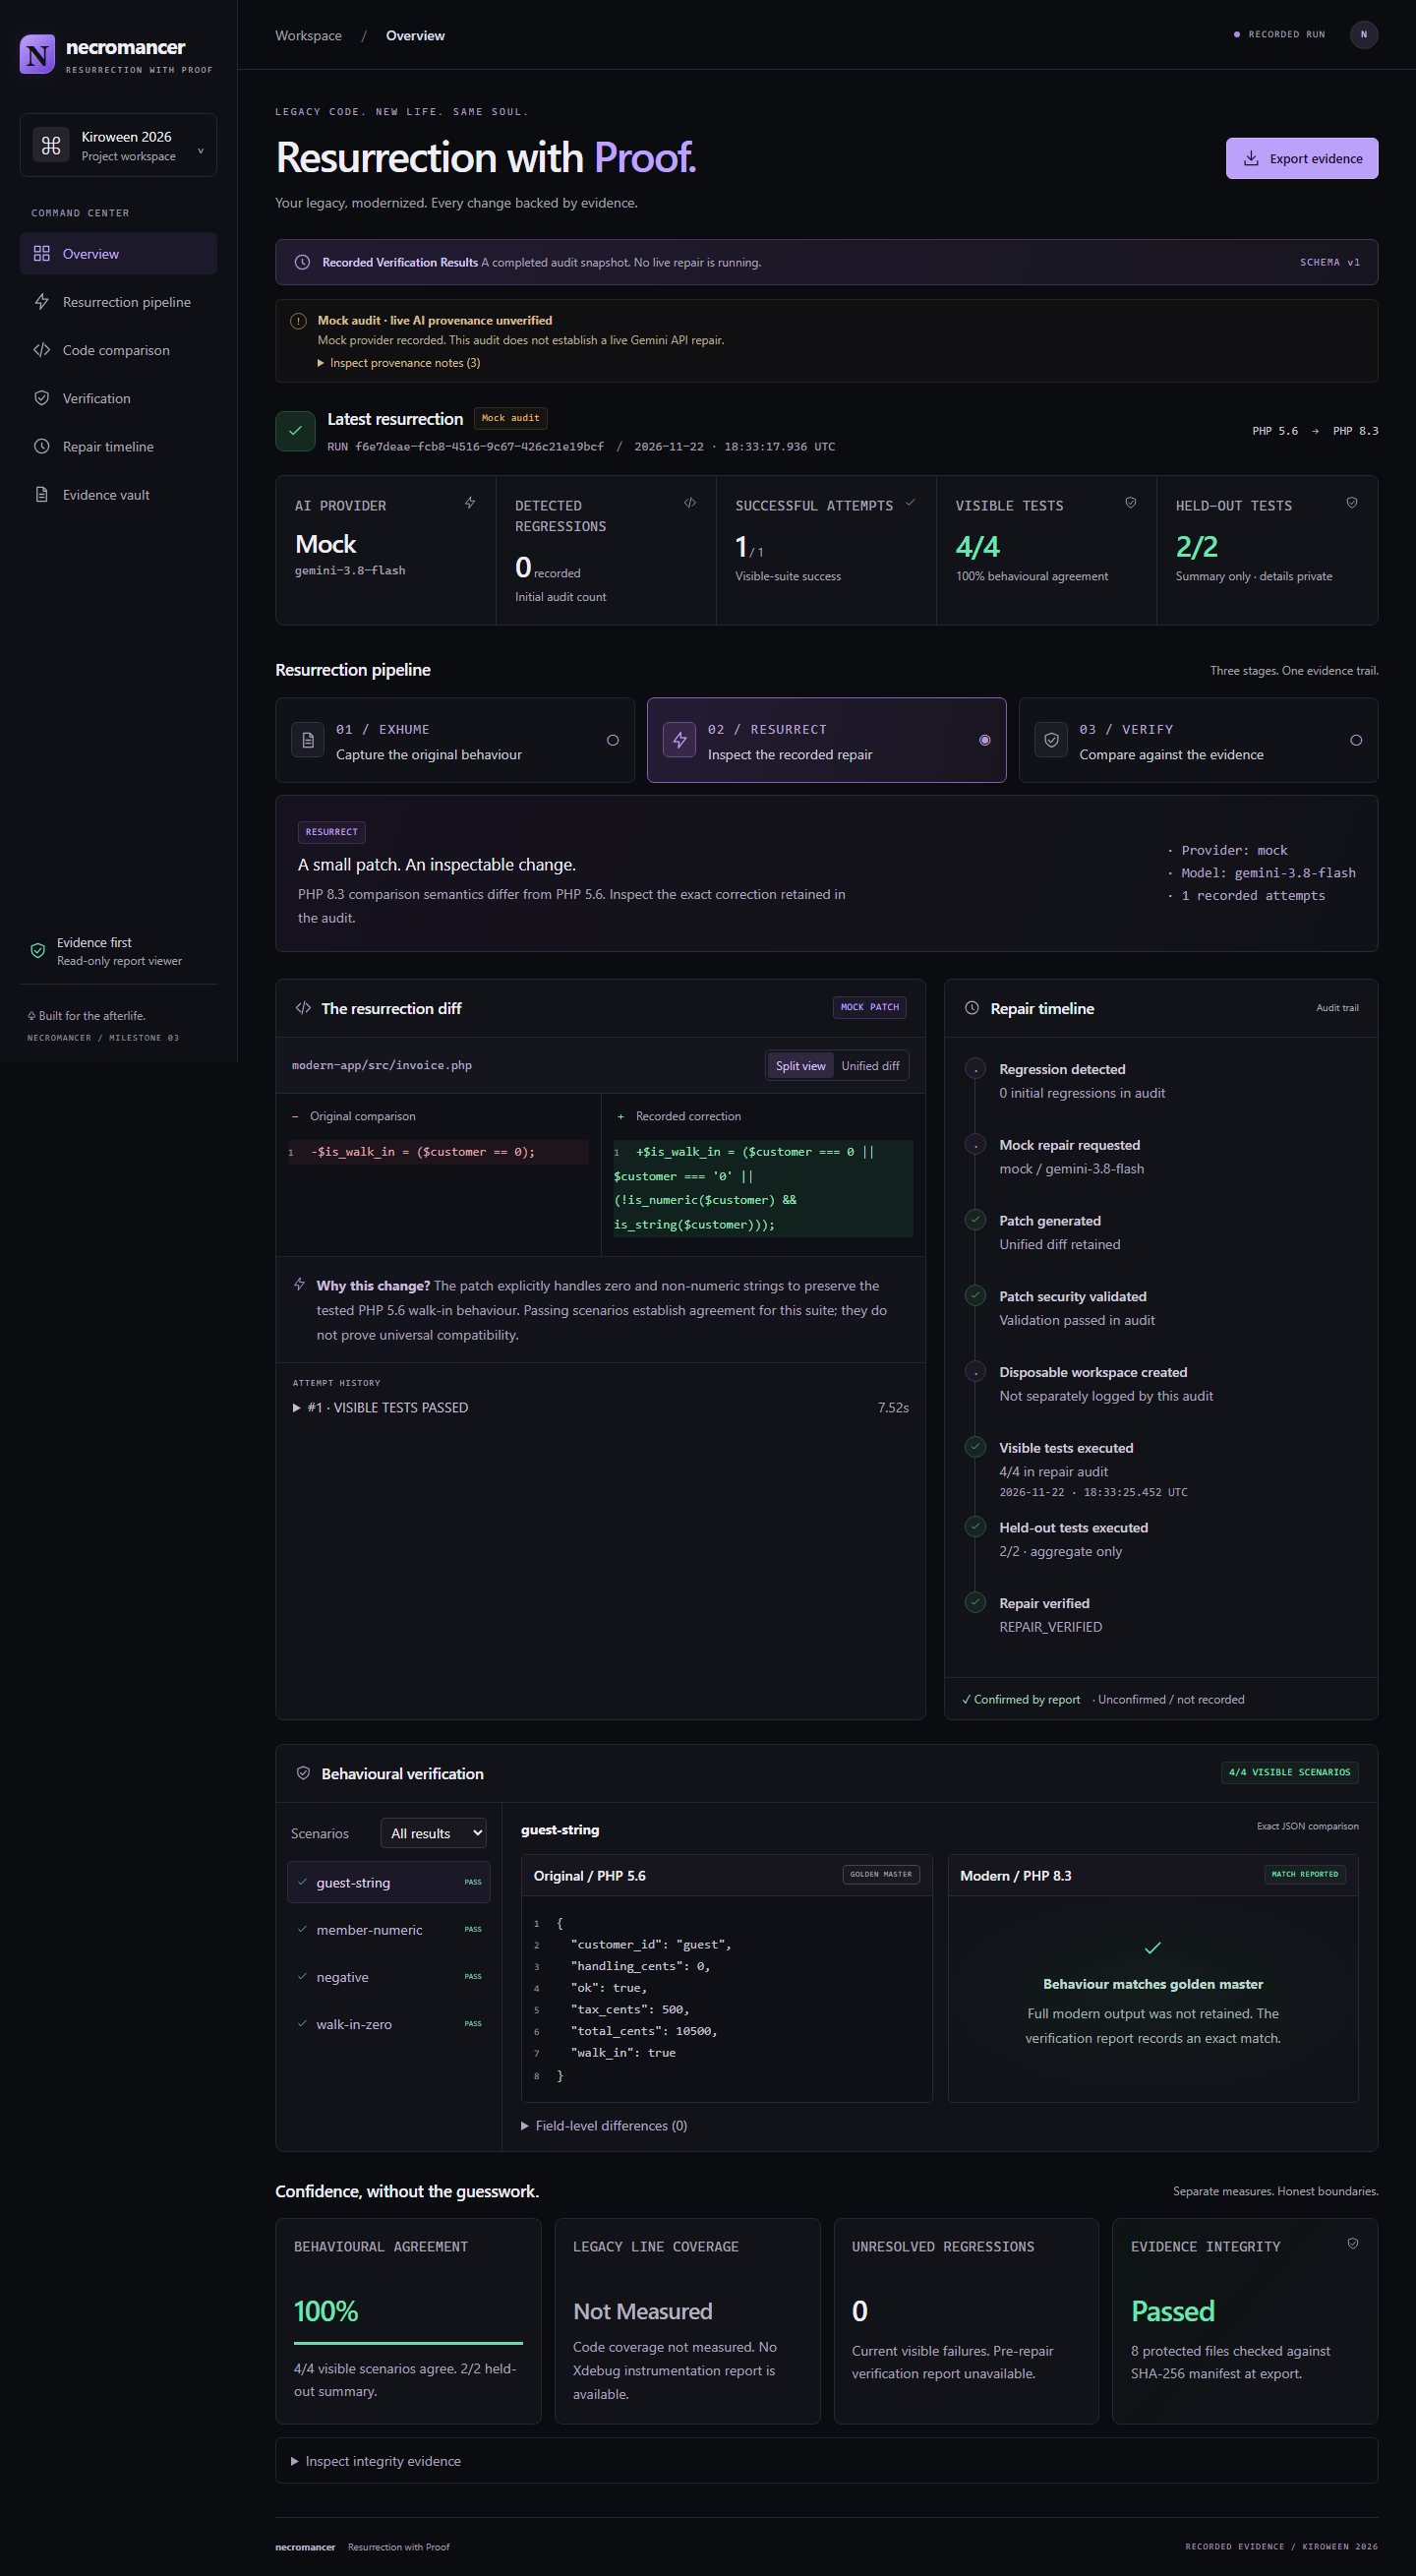 N necromancer
RESURRECTION WITH PROOF
⌘ Kiroween 2026
Project workspace
COMMAND CENTER
Overview
Resurrection pipeline
Code comparison
Verification
Repair timeline
Evidence vault
Evidence first
Read-only report viewer
Built for the afterlife.
NECROMANCER / MILESTONE 03
Workspace / Overview
RECORDED RUN N
LEGACY CODE. NEW LIFE. SAME SOUL.
Resurrection with Proof.
Your legacy, modernized. Every change backed by evidence.
Export evidence
Recorded Verification Results A completed audit snapshot. No live repair is running.
SCHEMA v1
Mock audit · live AI provenance unverified
Mock provider recorded. This audit does not establish a live Gemini API repair.
▶ Inspect provenance notes (3)
Latest resurrection Mock audit
RUN f6e7deae-fcb8-4516-9c67-426c21e19bcf / 2026-11-22 · 18:33:17.936 UTC
PHP 5.6 → PHP 8.3
AI PROVIDER
Mock
gemini-3.8-flash
DETECTED
REGRESSIONS
0 recorded
Initial audit count
SUCCESSFUL ATTEMPTS
1 / 1
Visible-suite success
VISIBLE TESTS
4/4
100% behavioural agreement
HELD-OUT TESTS
2/2
Summary only · details private
Resurrection pipeline
Three stages. One evidence trail.
01 / EXHUME
Capture the original behaviour
02 / RESURRECT
Inspect the recorded repair
03 / VERIFY
Compare against the evidence
RESURRECT
A small patch. An inspectable change.
PHP 8.3 comparison semantics differ from PHP 5.6. Inspect the exact correction retained in
the audit.
· Provider: mock
· Model: gemini-3.8-flash
· 1 recorded attempts
The resurrection diff
MOCK PATCH
modern-app/src/invoice.php
Split view Unified diff
− Original comparison
1 -$is_walk_in = ($customer == 0);
+ Recorded correction
1 +$is_walk_in = ($customer === 0 ||
$customer === '0' ||
(!is_numeric($customer) &&
is_string($customer)));
Why this change? The patch explicitly handles zero and non-numeric strings to preserve the
tested PHP 5.6 walk-in behaviour. Passing scenarios establish agreement for this suite; they do
not prove universal compatibility.
ATTEMPT HISTORY
▶ #1 · VISIBLE TESTS PASSED 7.52s
Repair timeline
Audit trail
Regression detected
0 initial regressions in audit
Mock repair requested
mock / gemini-3.8-flash
Patch generated
Unified diff retained
Patch security validated
Validation passed in audit
Disposable workspace created
Not separately logged by this audit
Visible tests executed
4/4 in repair audit
2026-11-22 · 18:33:25.452 UTC
Held-out tests executed
2/2 · aggregate only
Repair verified
REPAIR_VERIFIED
✓ Confirmed by report · Unconfirmed / not recorded
Behavioural verification
4/4 VISIBLE SCENARIOS
Scenarios All results
guest-string PASS
member-numeric PASS
negative PASS
walk-in-zero PASS
guest-string
Exact JSON comparison
Original / PHP 5.6 GOLDEN MASTER
1 {
2 "customer_id": "guest",
3 "handling_cents": 0,
4 "ok": true,
5 "tax_cents": 500,
6 "total_cents": 10500,
7 "walk_in": true
8 }
Modern / PHP 8.3 MATCH REPORTED
Behaviour matches golden master
Full modern output was not retained. The
verification report records an exact match.
▶ Field-level differences (0)
Confidence, without the guesswork.
Separate measures. Honest boundaries.
BEHAVIOURAL AGREEMENT
100%
4/4 visible scenarios agree. 2/2 held-
out summary.
LEGACY LINE COVERAGE
Not Measured
Code coverage not measured. No
Xdebug instrumentation report is
available.
UNRESOLVED REGRESSIONS
0
Current visible failures. Pre-repair
verification report unavailable.
EVIDENCE INTEGRITY
Passed
8 protected files checked against
SHA-256 manifest at export.
▶ Inspect integrity evidence
necromancer Resurrection with Proof
RECORDED EVIDENCE / KIROWEEN 2026